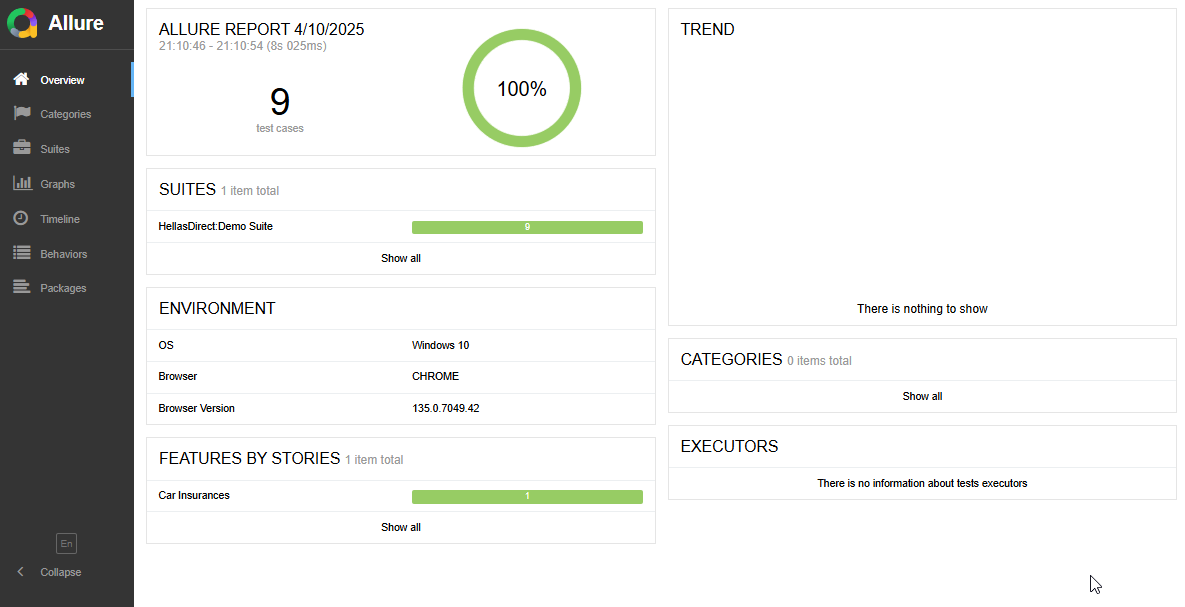 Allure
Overview
Categories
Suites
Graphs
Timeline
Behaviors
Packages
En
Collapse
ALLURE REPORT 4/10/2025
21:10:46 - 21:10:54 (8s 025ms)
9
test cases
100%
SUITES 1 item total
HellasDirect:Demo Suite 9
Show all
ENVIRONMENT
OS Windows 10
Browser CHROME
Browser Version 135.0.7049.42
FEATURES BY STORIES 1 item total
Car Insurances 1
Show all
TREND
There is nothing to show
CATEGORIES 0 items total
Show all
EXECUTORS
There is no information about tests executors